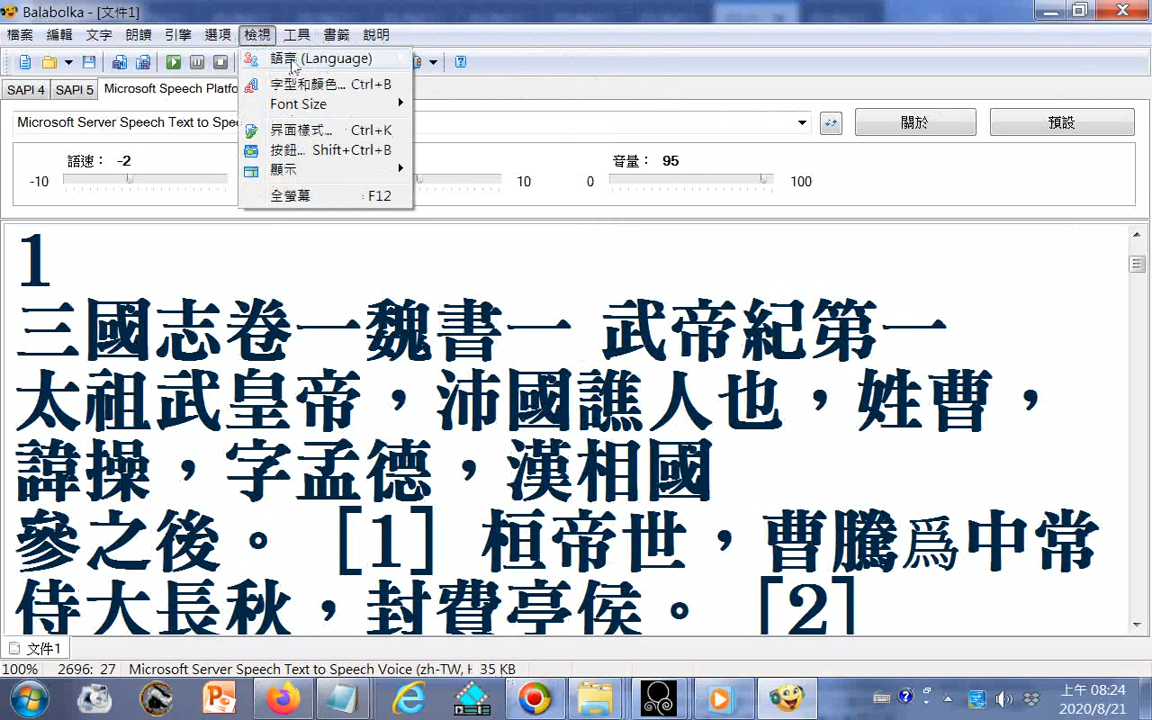 Balabolka - [文件1]
檔案 編輯 文字 朗讀 引擎 選項 檢視 工具 書籤 說明
語言 (Language)
字型和顏色... Ctrl+B
Font Size
界面樣式... Ctrl+K
按鈕... Shift+Ctrl+B
顯示
全螢幕 F12
SAPI 4 SAPI 5 Microsoft Speech Platfo
Microsoft Server Speech Text to Spe 關於 預設
語速： -2 音量： 95
-10 10 0 100
1
三國志卷一魏書一 武帝紀第一
太祖武皇帝，沛國譙人也，姓曹，
諱操，字孟德，漢相國
參之後。［1］桓帝世，曹騰爲中常
侍大長秋，封費亭侯。［2］
文件1
100% 2696: 27 Microsoft Server Speech Text to Speech Voice (zh-TW, H 35 KB
上午 08:24
2020/8/21